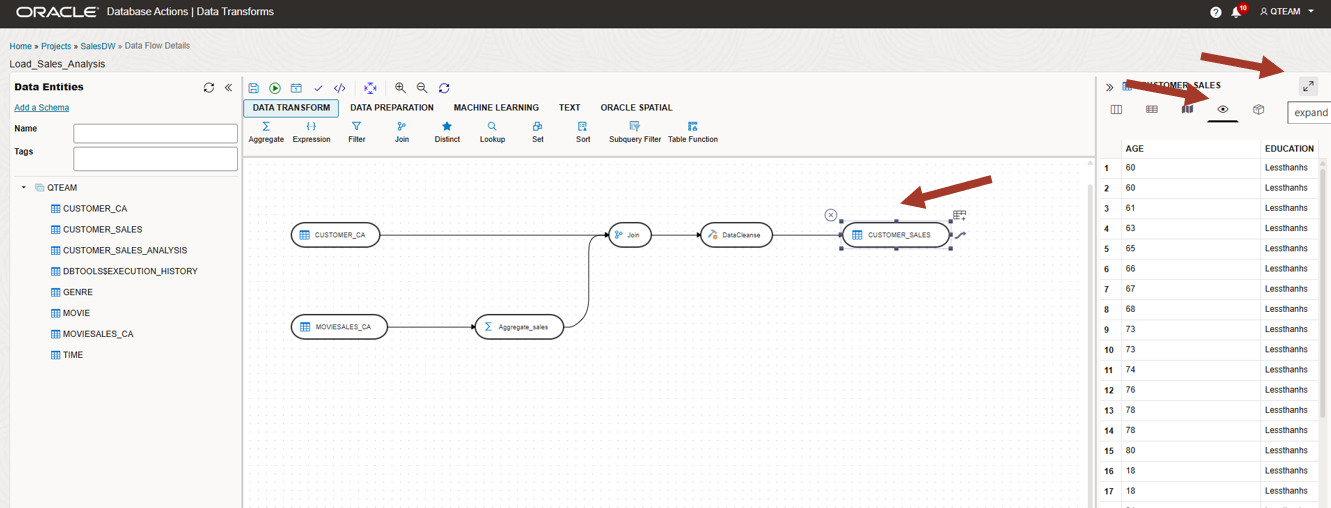 ORACLE Database Actions | Data Transforms
10
QTEAM
Home » Projects » SalesDW » Data Flow Details
Load_Sales_Analysis
Data Entities
Add a Schema
Name
Tags
QTEAM
CUSTOMER_CA
CUSTOMER_SALES
CUSTOMER_SALES_ANALYSIS
DBTOOLS$EXECUTION_HISTORY
GENRE
MOVIE
MOVIESALES_CA
TIME
DATA TRANSFORM DATA PREPARATION MACHINE LEARNING TEXT ORACLE SPATIAL
Aggregate Expression Filter Join Distinct Lookup Set Sort Subquery Filter Table Function
CUSTOMER_CA Join DataCleanse CUSTOMER_SALES
MOVIESALES_CA Aggregate_sales
CUSTOMER_SALES
expand
AGE EDUCATION
1 60 Lessthanhs
2 60 Lessthanhs
3 61 Lessthanhs
4 63 Lessthanhs
5 65 Lessthanhs
6 66 Lessthanhs
7 67 Lessthanhs
8 68 Lessthanhs
9 73 Lessthanhs
10 73 Lessthanhs
11 74 Lessthanhs
12 76 Lessthanhs
13 78 Lessthanhs
14 78 Lessthanhs
15 80 Lessthanhs
16 18 Lessthanhs
17 18 Lessthanhs